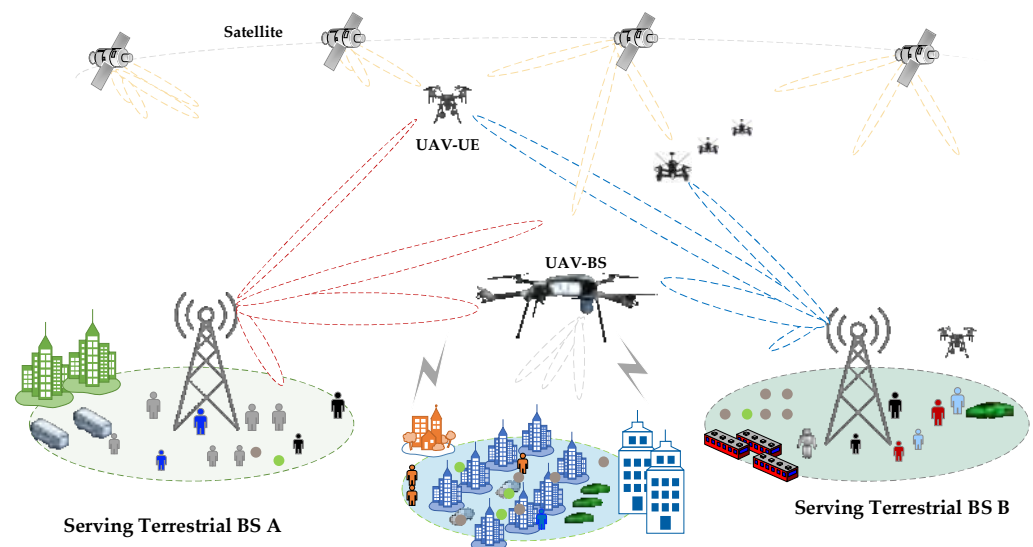 Satellite
UAV-UE
UAV-BS
Serving Terrestrial BS A
Serving Terrestrial BS B